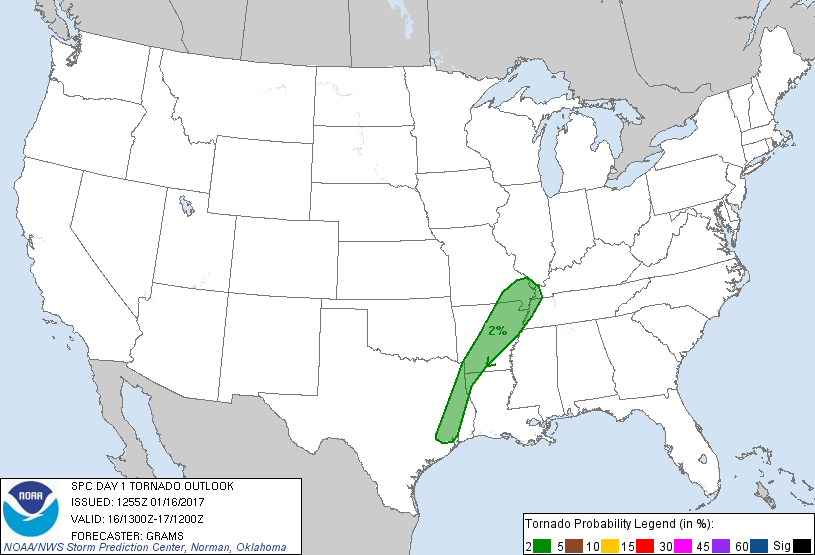 2%
SPC DAY 1 TORNADO OUTLOOK
ISSUED: 1255Z 01/16/2017
VALID: 16/1300Z-17/1200Z
FORECASTER: GRAMS
NOAA/NWS Storm Prediction Center, Norman, Oklahoma
NOAA
Tornado Probability Legend (in %):
2 5 10 15 30 45 60 Sig